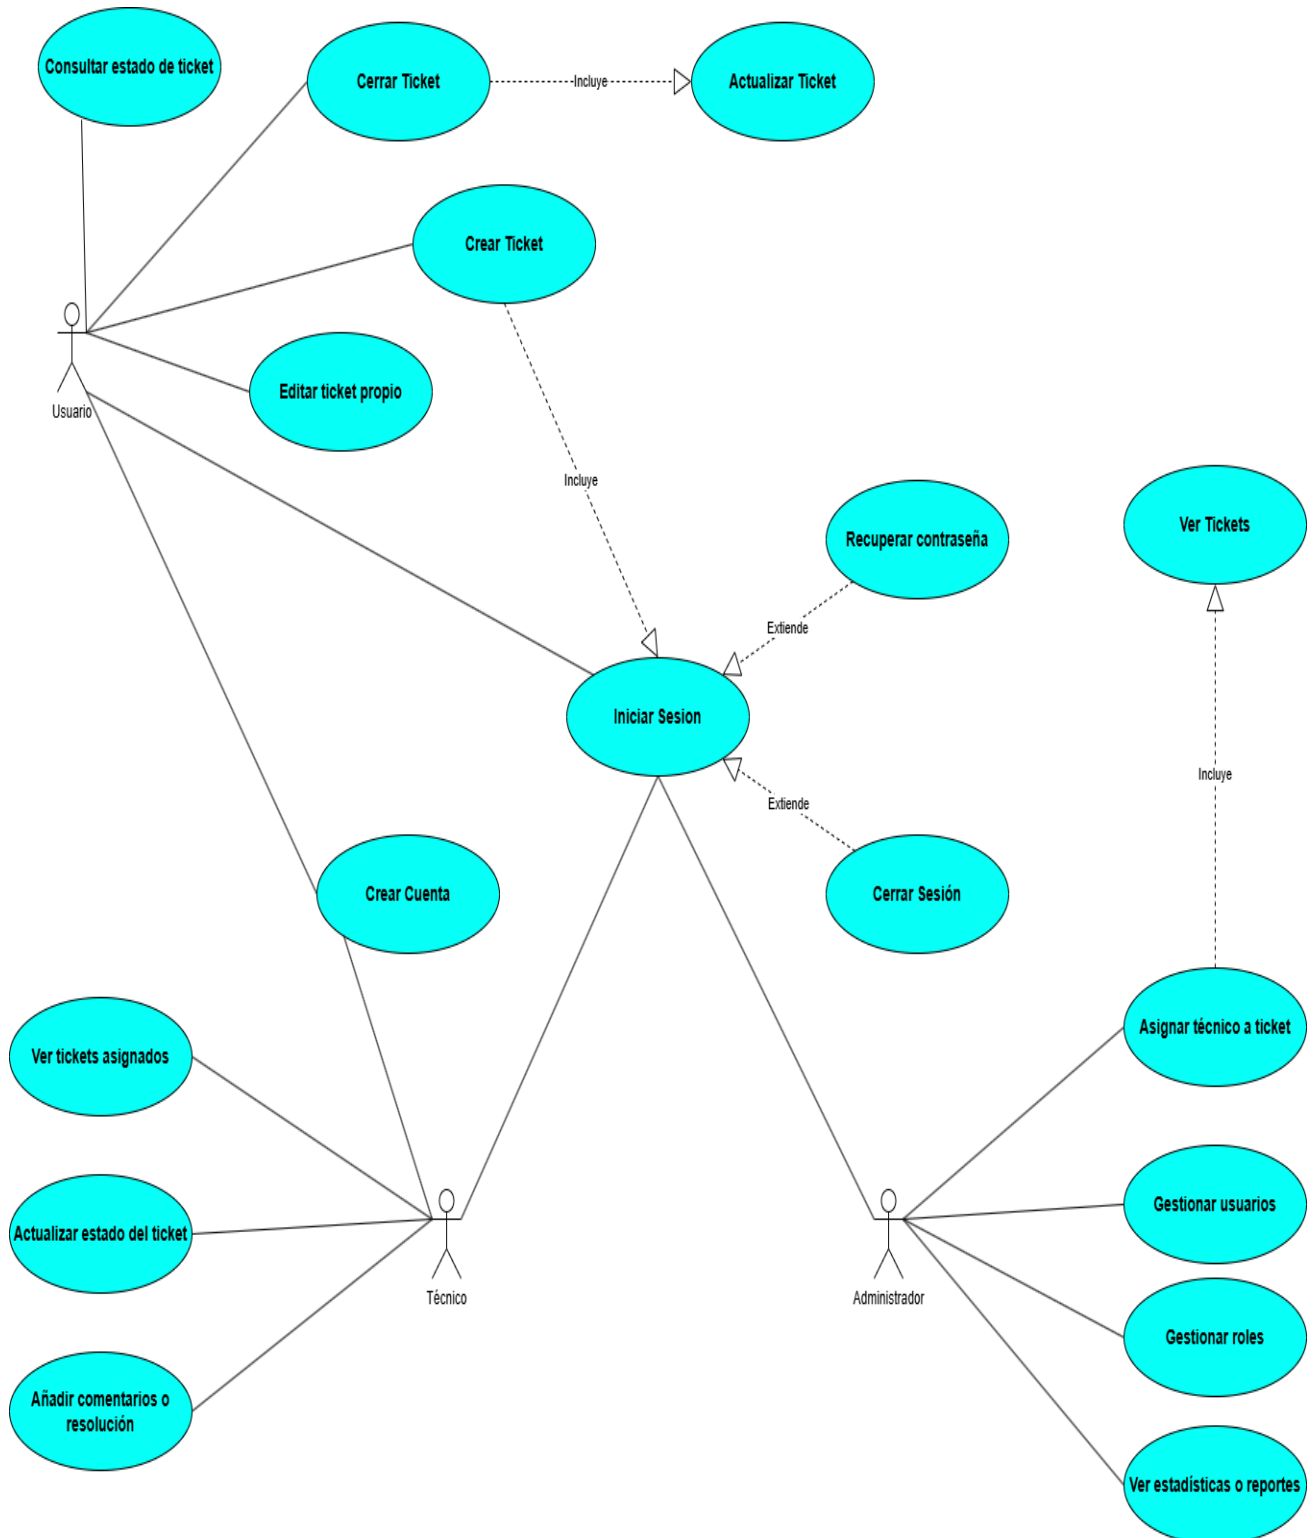 Consultar estado de ticket
Cerrar Ticket
Incluye
Actualizar Ticket
Crear Ticket
Usuario
Editar ticket propio
Incluye
Recuperar contraseña
Ver Tickets
Extiende
Iniciar Sesion
Incluye
Extiende
Crear Cuenta
Cerrar Sesión
Ver tickets asignados
Asignar técnico a ticket
Actualizar estado del ticket
Gestionar usuarios
Técnico
Administrador
Gestionar roles
Añadir comentarios o
resolución
Ver estadísticas o reportes